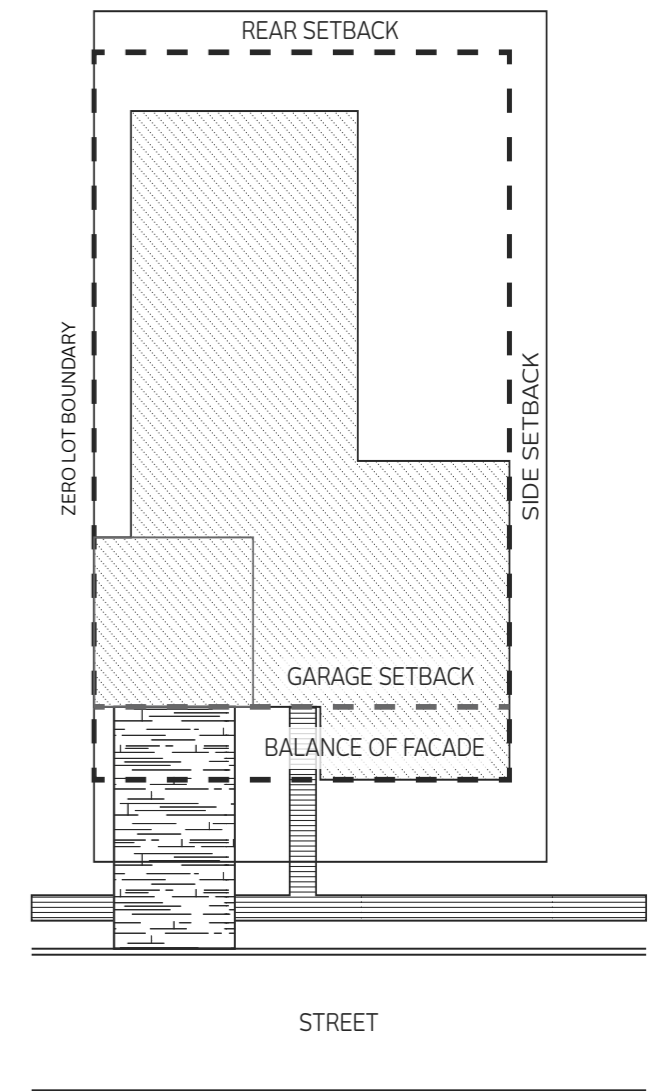 REAR SETBACK
ZERO LOT BOUNDARY
SIDE SETBACK
GARAGE SETBACK
BALANCE OF FACADE
STREET